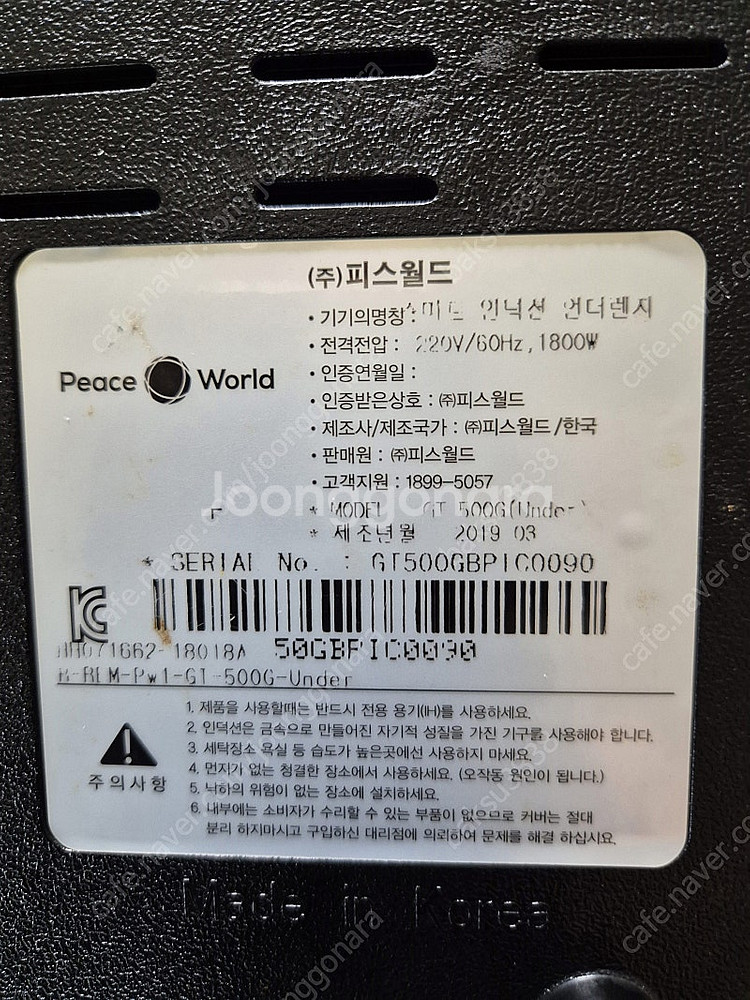 (주)피스월드
• 기기의명칭 : 인덕션 언더렌지
• 전격전압 : 220V/60Hz, 1800W
Peace World
• 인증연월일 :
• 인증받은상호 : ㈜피스월드
• 제조사/제조국가 : ㈜피스월드/한국
• 판매원 : ㈜피스월드
• 고객지원 : 1899-5057
Joonggonara
* MODEL GT-500G(Under)
* 제조년월 2019 03
* SERIAL No. : GT500GBPIC0090
50GBPIC0090
071662-18018A
R-REM-Pw1-GT-500G-Under
주의사항
1. 제품을 사용할때는 반드시 전용 용기(IH)를 사용하세요.
2. 인덕션은 금속으로 만들어진 자기적 성질을 가진 기구를 사용해야 합니다.
3. 세탁장소 욕실 등 습도가 높은곳에선 사용하지 마세요.
4. 먼지가 없는 청결한 장소에서 사용하세요. (오작동 원인이 됩니다.)
5. 낙하의 위험이 없는 장소에 설치하세요.
6. 내부에는 소비자가 수리할 수 있는 부품이 없으므로 커버는 절대
분리 하지마시고 구입하신 대리점에 의뢰하여 문제를 해결 하십시요.
Made in Korea